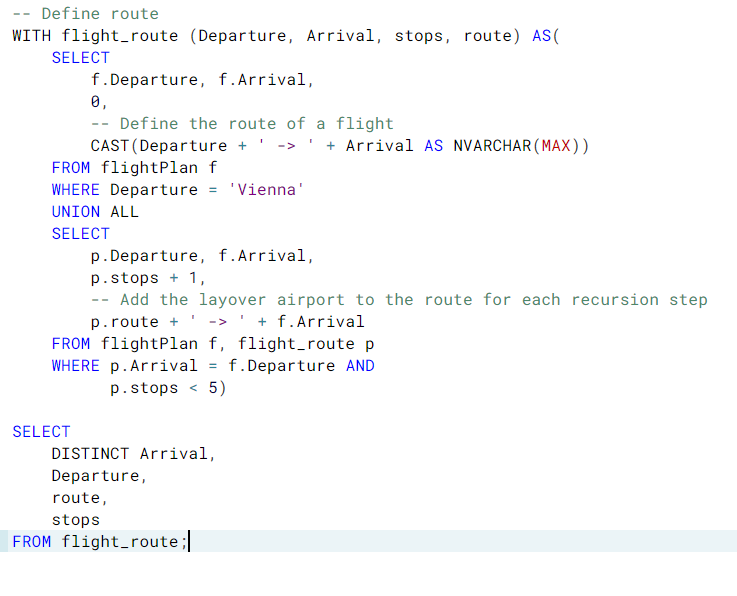 -- Define route
WITH flight_route (Departure, Arrival, stops, route) AS(
    SELECT
        f.Departure, f.Arrival,
        0,
        -- Define the route of a flight
        CAST(Departure + ' -> ' + Arrival AS NVARCHAR(MAX))
    FROM flightPlan f
    WHERE Departure = 'Vienna'
    UNION ALL
    SELECT
        p.Departure, f.Arrival,
        p.stops + 1,
        -- Add the layover airport to the route for each recursion step
        p.route + ' -> ' + f.Arrival
    FROM flightPlan f, flight_route p
    WHERE p.Arrival = f.Departure AND
          p.stops < 5)

SELECT
    DISTINCT Arrival,
    Departure,
    route,
    stops
FROM flight_route;